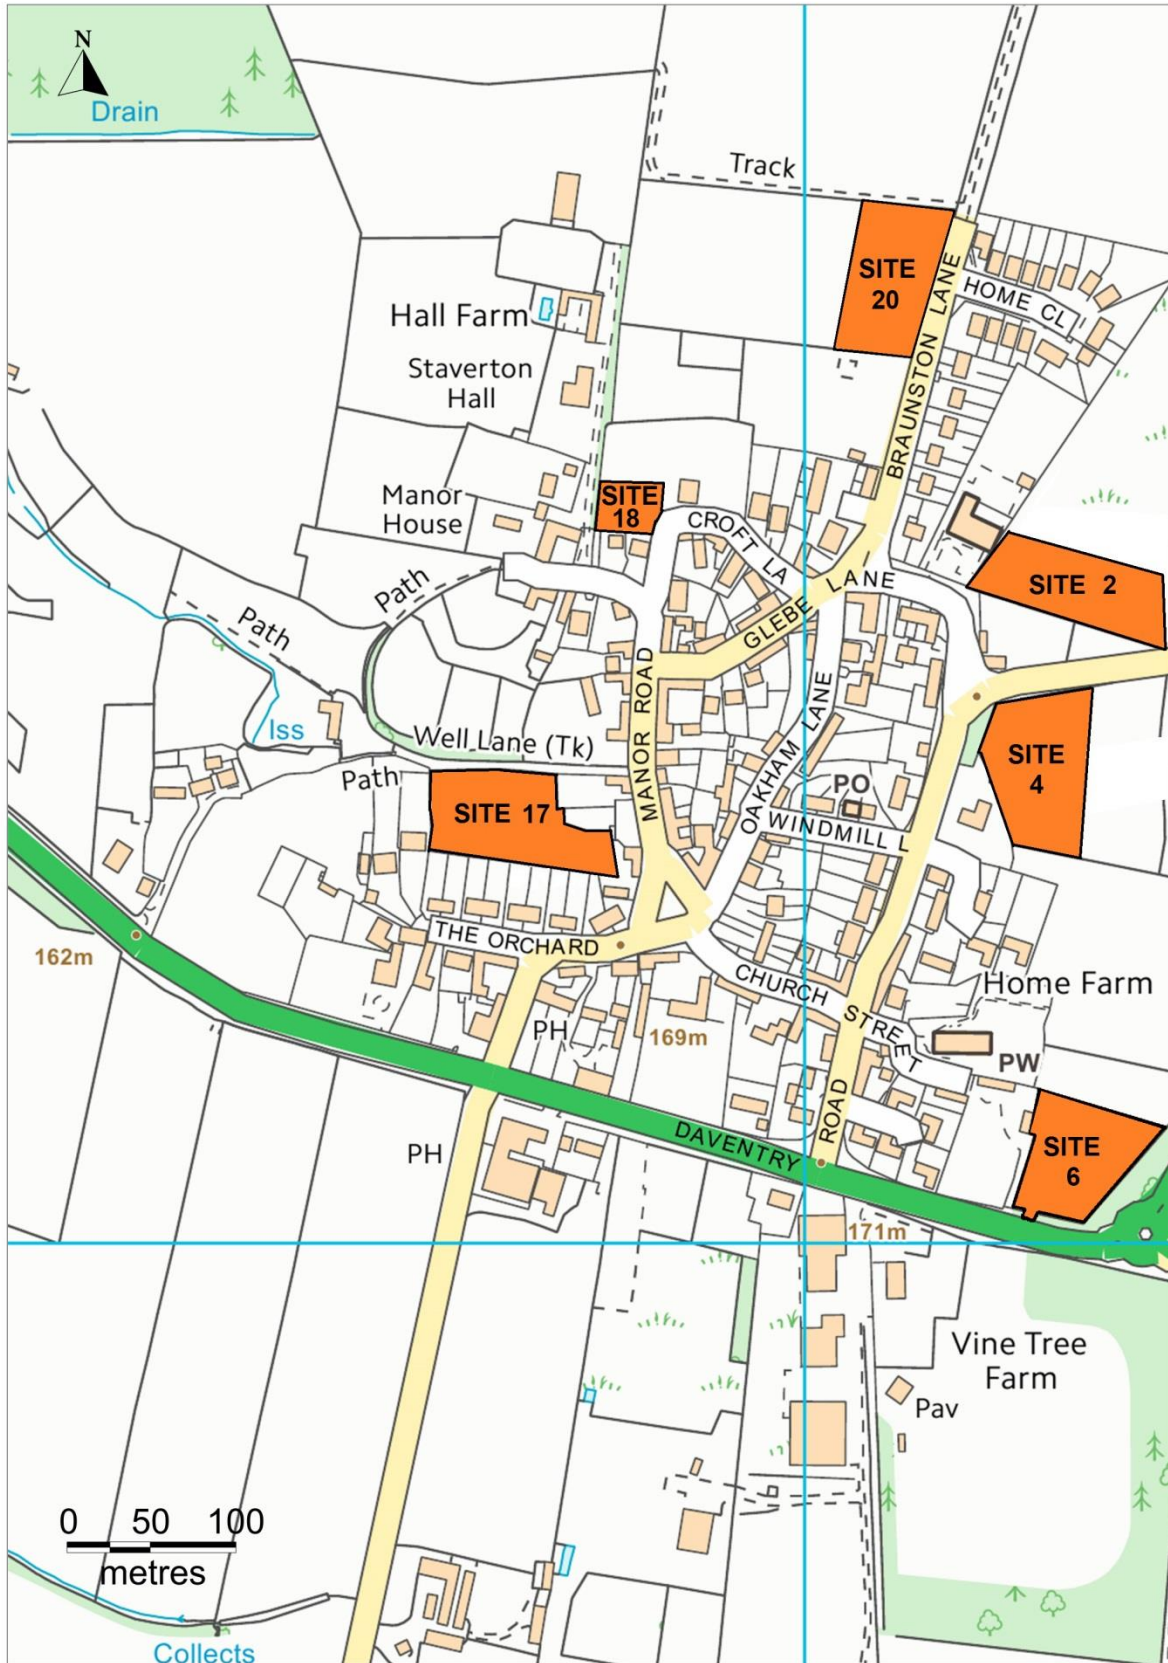 N
Drain
Track
SITE
20
BRAUNSTON LANE
HOME CL
Hall Farm
Staverton
Hall
Manor
House
SITE
18
CROFT LA
GLEBE LANE
SITE 2
Path
Path
MANOR ROAD
OAKHAM LANE
Iss
Well Lane (Tk)
Path
SITE
4
SITE 17
PO
WINDMILL L
THE ORCHARD
162m
CHURCH STREET
Home Farm
PH
169m
PW
ROAD
DAVENTRY
PH
SITE
6
171m
Vine Tree
Farm
Pav
0 50 100
metres
Collects